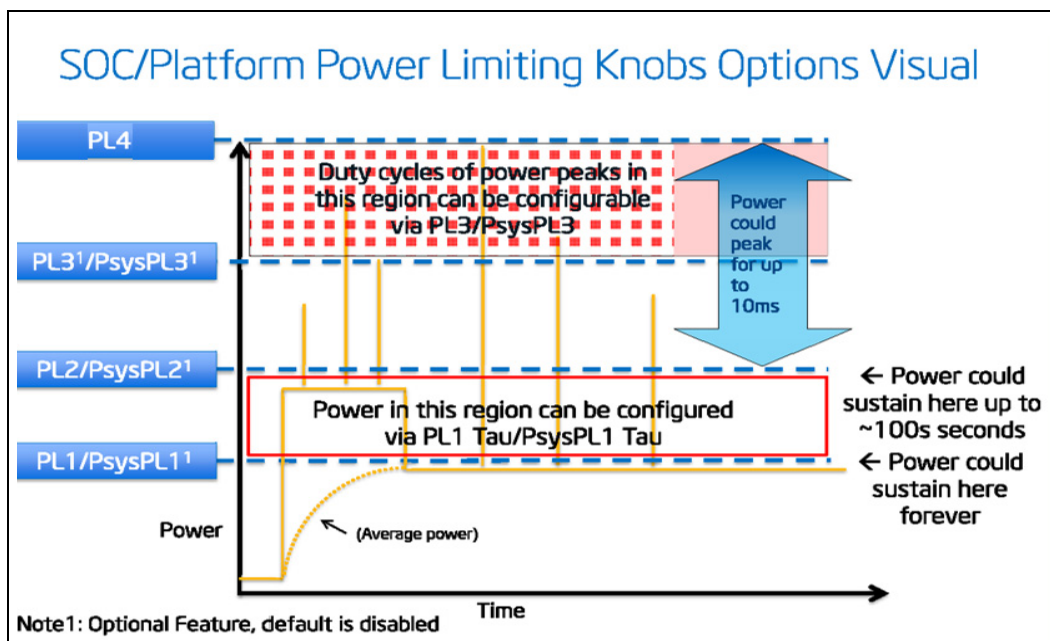 SOC/Platform Power Limiting Knobs Options Visual
PL4
Duty cycles of power peaks in
this region can be configurable
via PL3/PsysPL3
Power
could
peak
for up
to
10ms
PL3¹/PsysPL3¹
PL2/PsysPL2¹
← Power could
sustain here up to
~100s seconds
Power in this region can be configured
via PL1 Tau/PsysPL1 Tau
PL1/PsysPL1¹
← Power could
sustain here
forever
Power
(Average power)
Time
Note1: Optional Feature, default is disabled